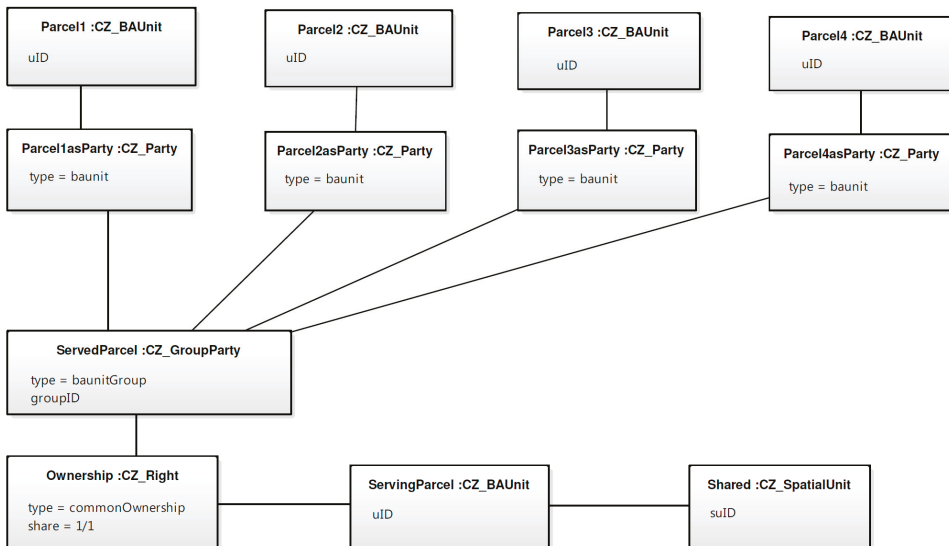 Parcel1 :CZ_BAUnit
uID
Parcel2 :CZ_BAUnit
uID
Parcel3 :CZ_BAUnit
uID
Parcel4 :CZ_BAUnit
uID
Parcel1asParty :CZ_Party
type = baunit
Parcel2asParty :CZ_Party
type = baunit
Parcel3asParty :CZ_Party
type = baunit
Parcel4asParty :CZ_Party
type = baunit
ServedParcel :CZ_GroupParty
type = baunitGroup
groupID
Ownership :CZ_Right
type = commonOwnership
share = 1/1
ServingParcel :CZ_BAUnit
uID
Shared :CZ_SpatialUnit
suID